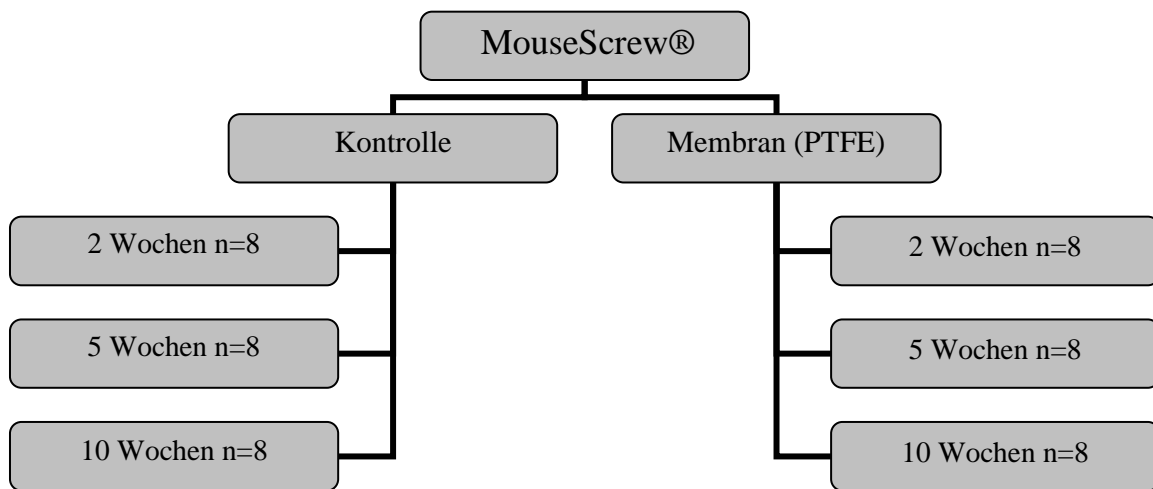 MouseScrew®
Kontrolle
Membran (PTFE)
2 Wochen n=8
2 Wochen n=8
5 Wochen n=8
5 Wochen n=8
10 Wochen n=8
10 Wochen n=8